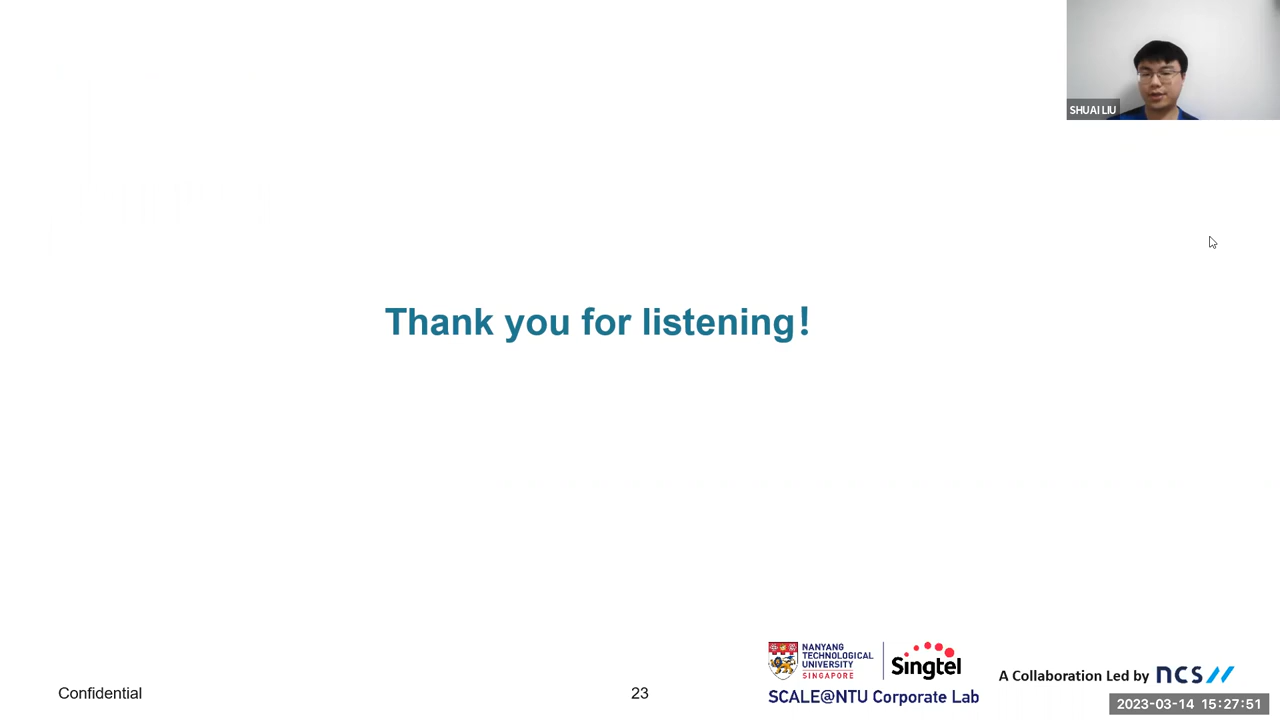 SHUAI LIU
Thank you for listening!
NANYANG
TECHNOLOGICAL
UNIVERSITY
SINGAPORE
Singtel
SCALE@NTU Corporate Lab
A Collaboration Led by ncs
Confidential
23
2023-03-14 15:27:51